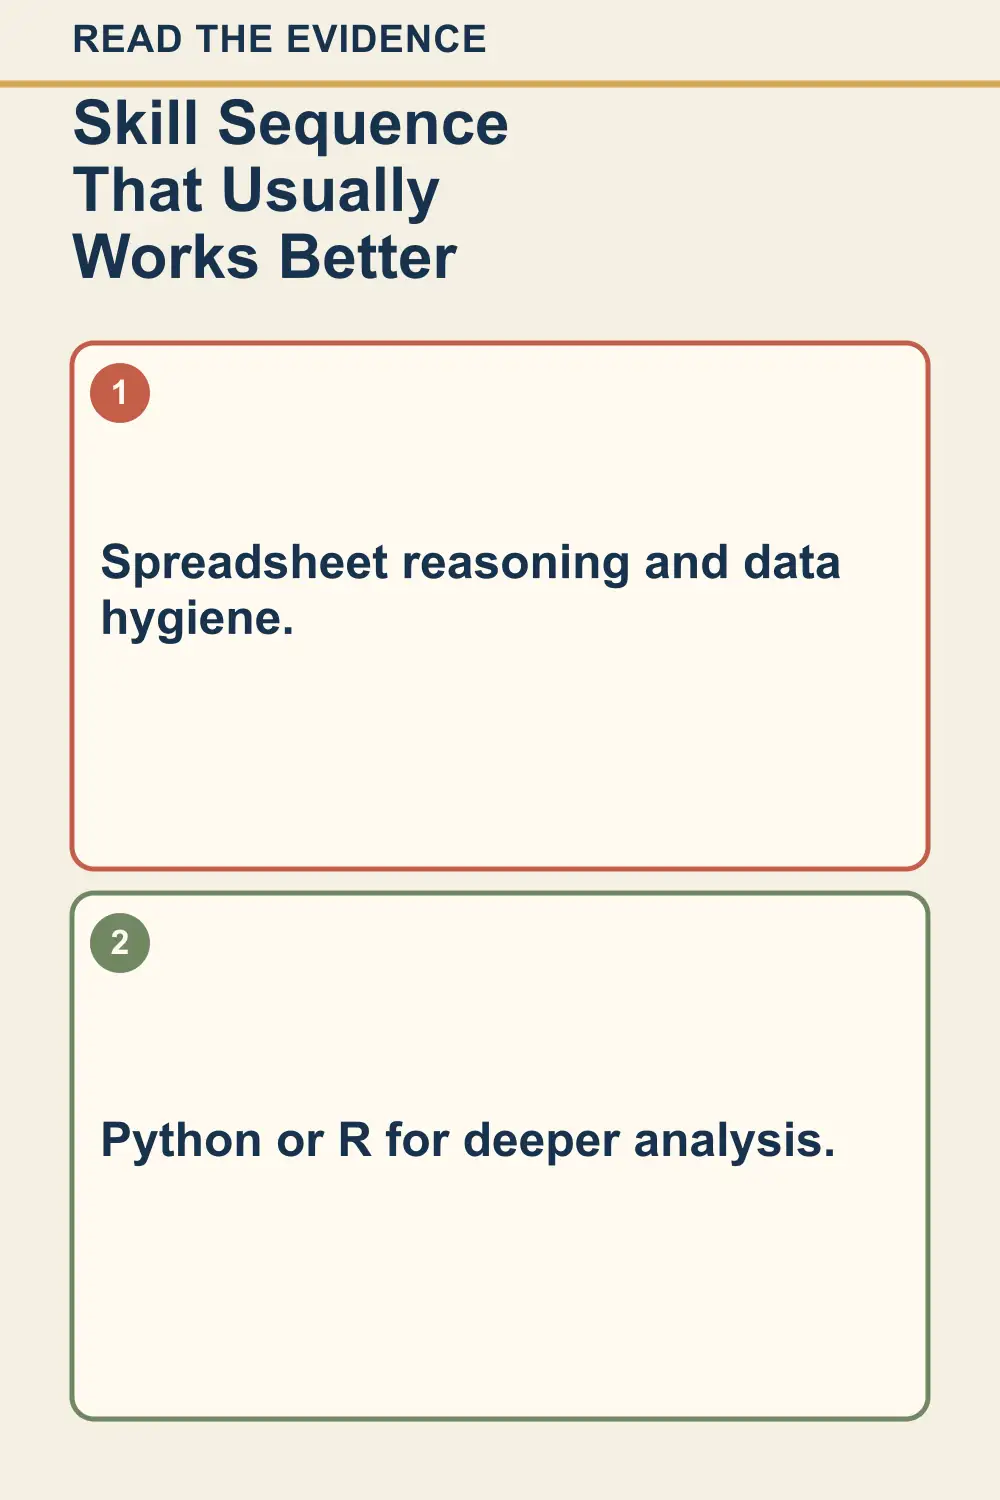 READ THE EVIDENCE
Skill Sequence
That Usually
Works Better
1
Spreadsheet reasoning and data
hygiene.
2
Python or R for deeper analysis.